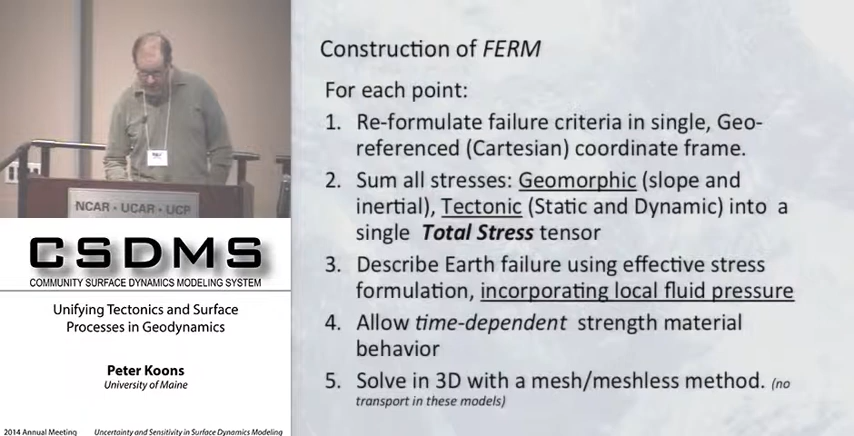 NCAR - UCAR - UCP
CSDMS
COMMUNITY SURFACE DYNAMICS MODELING SYSTEM
Unifying Tectonics and Surface
Processes in Geodynamics
Peter Koons
University of Maine
2014 Annual Meeting Uncertainty and Sensitivity in Surface Dynamics Modeling
Construction of FERM
For each point:
1. Re-formulate failure criteria in single, Geo-
referenced (Cartesian) coordinate frame.
2. Sum all stresses: Geomorphic (slope and
inertial), Tectonic (Static and Dynamic) into a
single Total Stress tensor
3. Describe Earth failure using effective stress
formulation, incorporating local fluid pressure
4. Allow time-dependent strength material
behavior
5. Solve in 3D with a mesh/meshless method. (no
transport in these models)